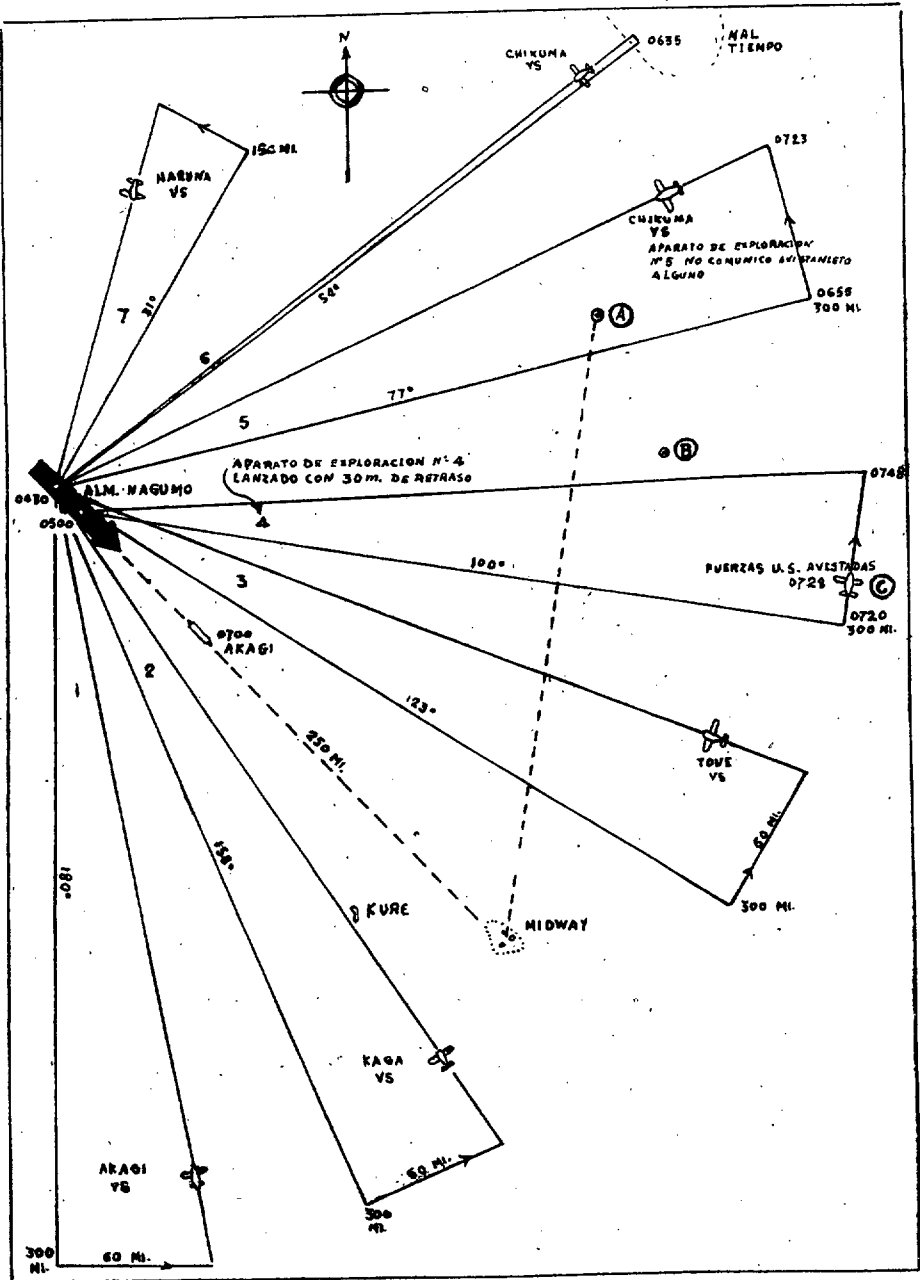 N
CHIKUMA
VS
0635
MAL
TIEMPO
150 MI.
HARUNA
VS
0723
CHIKUMA
VS
APARATO DE EXPLORACION
Nº5 NO COMUNICO AVISTAMIETO
ALGUNO
0655
300 MI.
7
31°
54°
6
A
77°
5
B
APARATO DE EXPLORACION Nº 4
LANZADO CON 30m. DE RETRASO
4
0748
0430
ALM. NAGUMO
0500
100°
FUERZAS U.S. AVISTADAS
0728
C
0720
300 MI.
3
0700
AKAGI
2
1
123°
250 MI.
TONE
VS
60 MI.
300 MI.
158°
180°
KURE
MIDWAY
KAGA
VS
60 MI.
300
MI.
AKAGI
VS
300
MI.
60 MI.